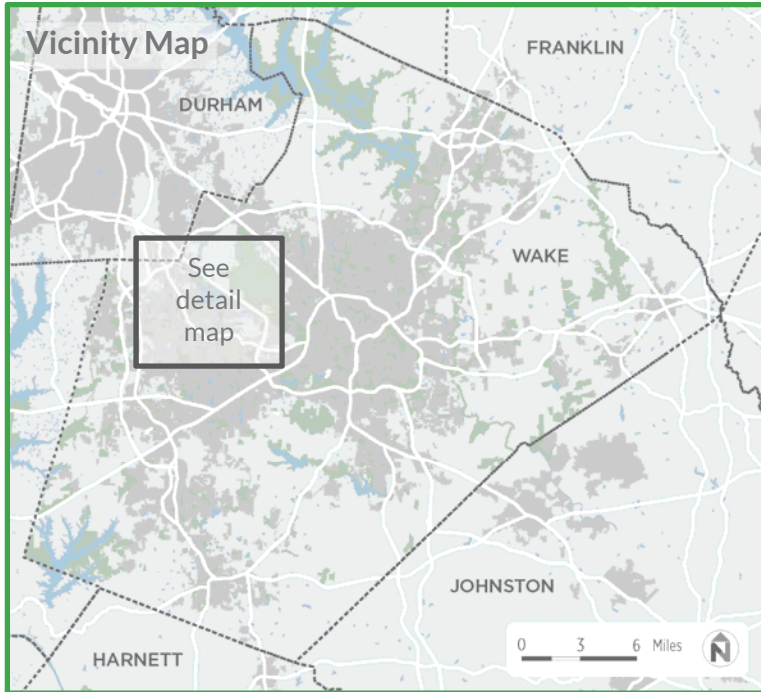 Vicinity Map
FRANKLIN
DURHAM
WAKE
See
detail
map
JOHNSTON
HARNETT
0 3 6 Miles
N